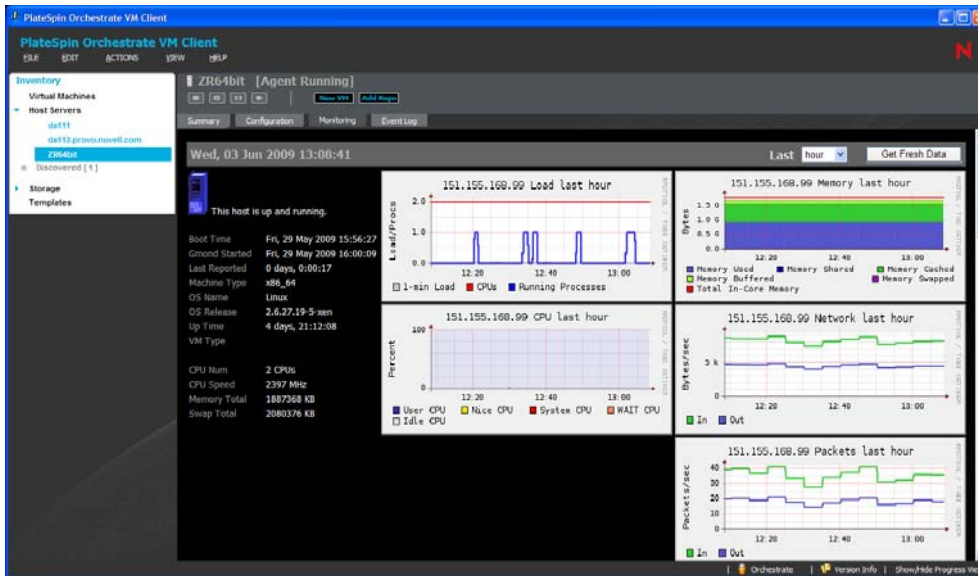 PlateSpin Orchestrate VM Client
PlateSpin Orchestrate VM Client
FILE EDIT ACTIONS VIEW HELP
N
Inventory
Virtual Machines
Host Servers
da111
da112.provo.novell.com
ZR64bit
Discovered [ 1 ]
Storage
Templates
ZR64bit [Agent Running]
New VM
Summary Configuration Monitoring Event Log
Wed, 03 Jun 2009 13:08:41
Last hour Get Fresh Data
This host is up and running.
Boot Time Fri, 29 May 2009 15:56:27
Gmond Started Fri, 29 May 2009 16:00:09
Last Reported 0 days, 0:00:17
Machine Type x86_64
OS Name Linux
OS Release 2.6.27.19-5-xen
Up Time 4 days, 21:12:08
VM Type
CPU Num 2 CPUs
CPU Speed 2397 MHz
Memory Total 1887368 KB
Swap Total 2080376 KB
151.155.168.99 Load last hour
Load/Procs
2.0
1.0
0.0
12:20 12:40 13:00
1-min Load CPUs Running Processes
151.155.168.99 CPU last hour
Percent
100
0
12:20 12:40 13:00
User CPU Nice CPU System CPU WAIT CPU
Idle CPU
151.155.168.99 Memory last hour
Bytes
1.5 G
1.0 G
0.5 G
0.0
12:20 12:40 13:00
Memory Used Memory Shared Memory Cached
Memory Buffered Memory Swapped
Total In-Core Memory
151.155.168.99 Network last hour
Bytes/sec
5 k
0
12:20 12:40 13:00
In Out
151.155.168.99 Packets last hour
Packets/sec
40
30
20
10
0
12:20 12:40 13:00
In Out
Orchestrate | Version Info | Show/Hide Progress